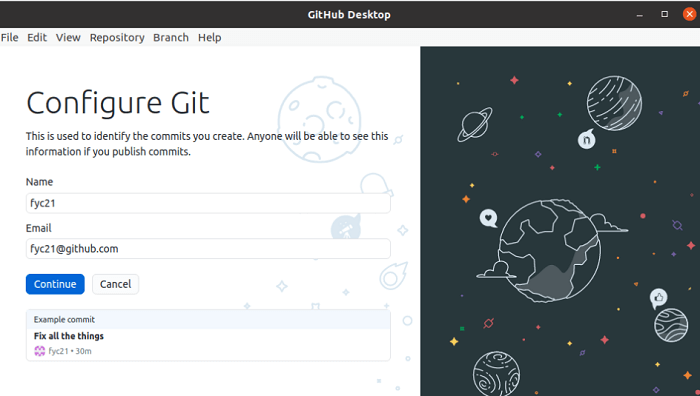 GitHub Desktop
File Edit View Repository Branch Help
Configure Git
This is used to identify the commits you create. Anyone will be able to see this
information if you publish commits.
Name
fyc21
Email
fyc21@github.com
Continue Cancel
Example commit
Fix all the things
fyc21 • 30m